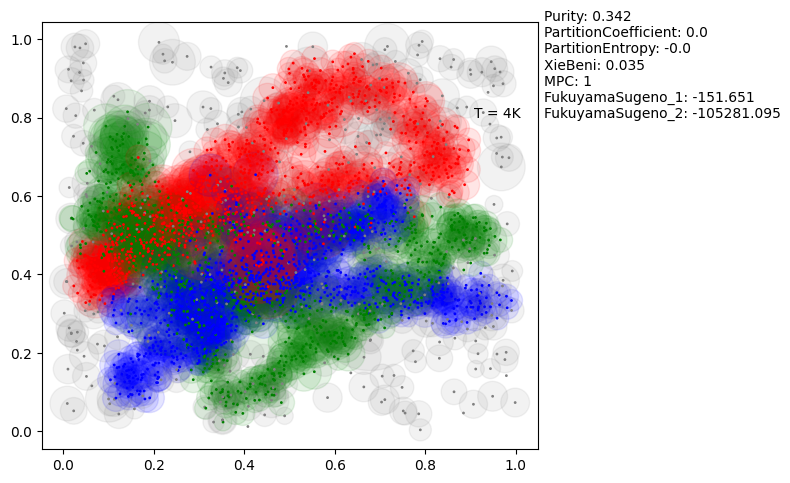 Purity: 0.342
PartitionCoefficient: 0.0
PartitionEntropy: -0.0
XieBeni: 0.035
MPC: 1
FukuyamaSugeno_1: -151.651
FukuyamaSugeno_2: -105281.095
T = 4K
1.0
0.8
0.6
0.4
0.2
0.0
0.0 0.2 0.4 0.6 0.8 1.0